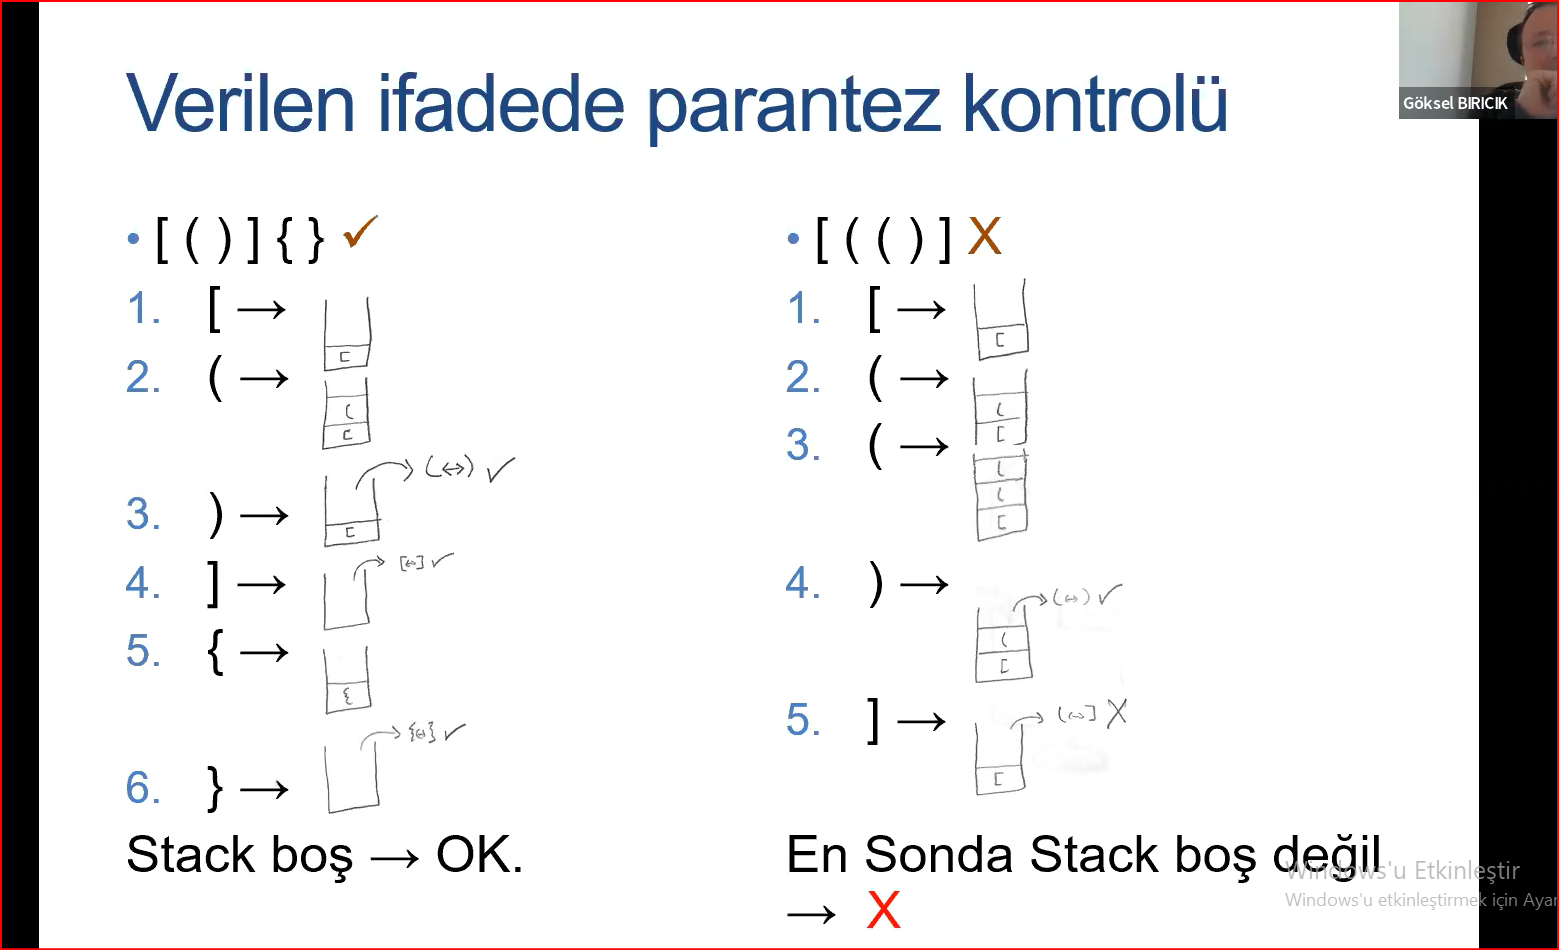 Verilen ifadede parantez kontrolü
Göksel BIRICIK
• [ ( ) ] { } ✓
1. [ →
[
2. ( →
(
[
3. ) →
(↔) ✓
[
4. ] →
[↔] ✓
5. { →
{
6. } →
{↔} ✓
Stack boş → OK.
• [ ( ( ) ] X
1. [ →
[
2. ( →
(
[
3. ( →
(
(
[
4. ) →
(↔) ✓
(
[
5. ] →
(↔] X
[
En Sonda Stack boş değil
→ X
Windows'u Etkinleştir
Windows'u etkinleştirmek için Ayar